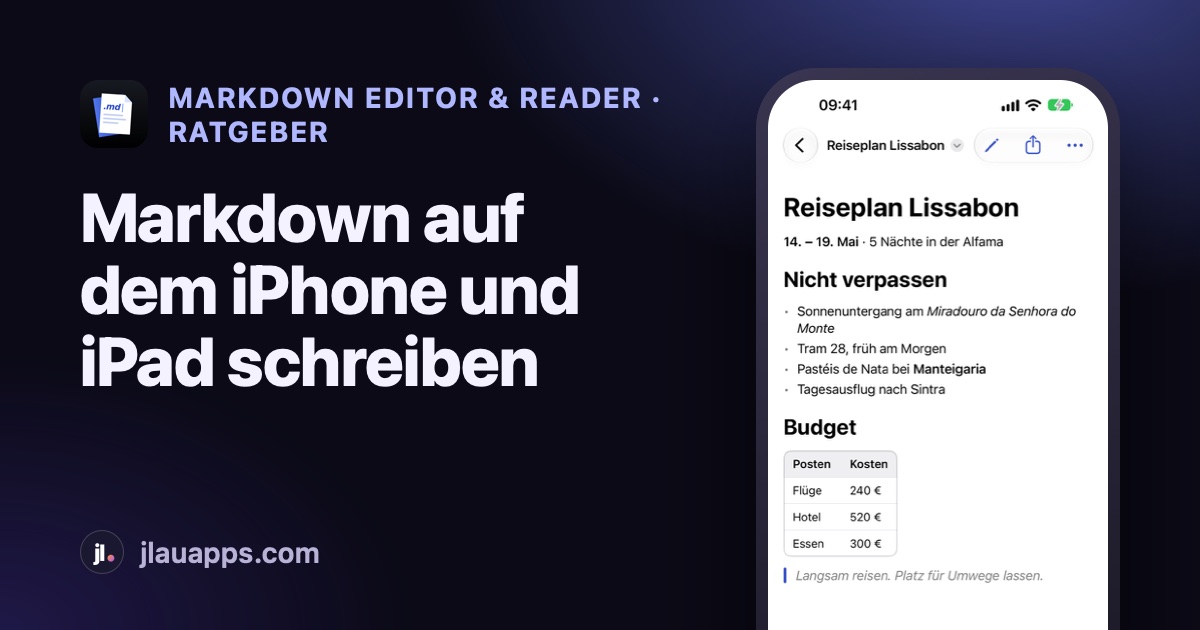 .md
MARKDOWN EDITOR & READER ·
RATGEBER
Markdown auf
dem iPhone und
iPad schreiben
jl.
jlauapps.com
09:41
Reiseplan Lissabon
Reiseplan Lissabon
14. – 19. Mai · 5 Nächte in der Alfama
Nicht verpassen
· Sonnenuntergang am Miradouro da Senhora do
Monte
· Tram 28, früh am Morgen
· Pastéis de Nata bei Manteigaria
· Tagesausflug nach Sintra
Budget
Posten Kosten
Flüge 240 €
Hotel 520 €
Essen 300 €
Langsam reisen. Platz für Umwege lassen.